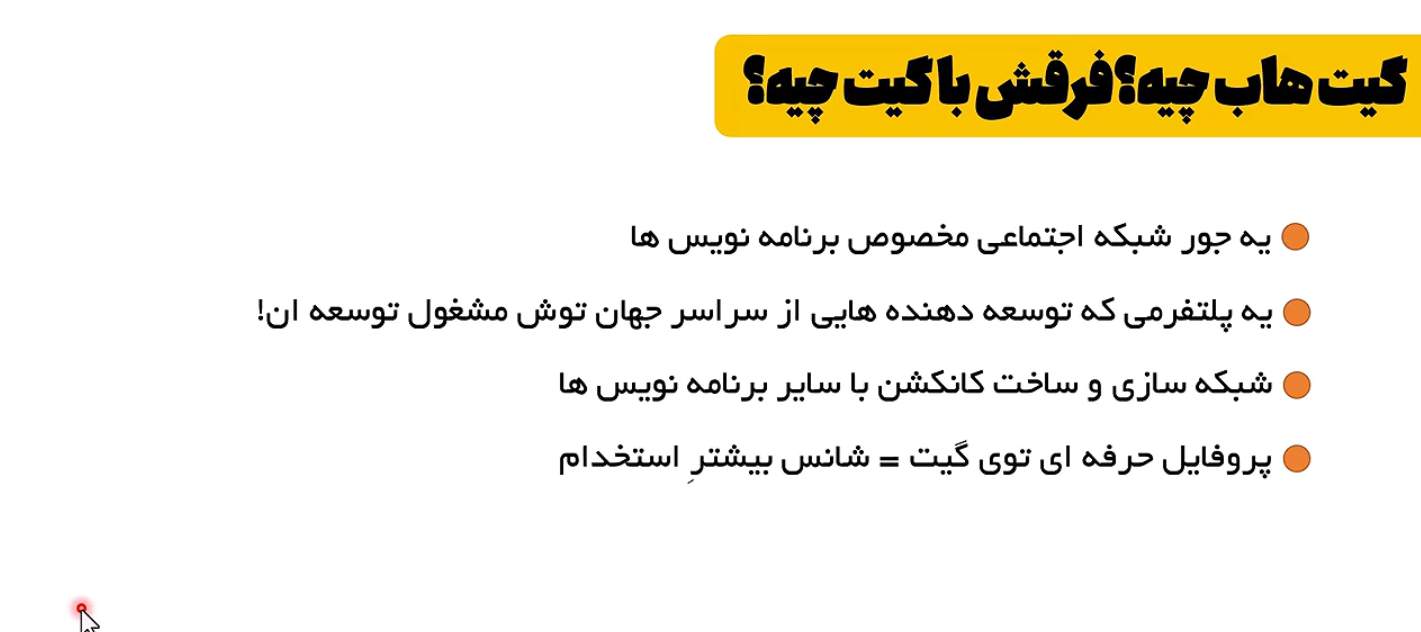 گیت هاب چیه؟ فرقش با گیت چیه؟
یه جور شبکه اجتماعی مخصوص برنامه نویس ها
یه پلتفرمی که توسعه دهنده هایی از سراسر جهان توش مشغول توسعه ان!
شبکه سازی و ساخت کانکشن با سایر برنامه نویس ها
پروفایل حرفه ای توی گیت = شانس بیشترِ استخدام